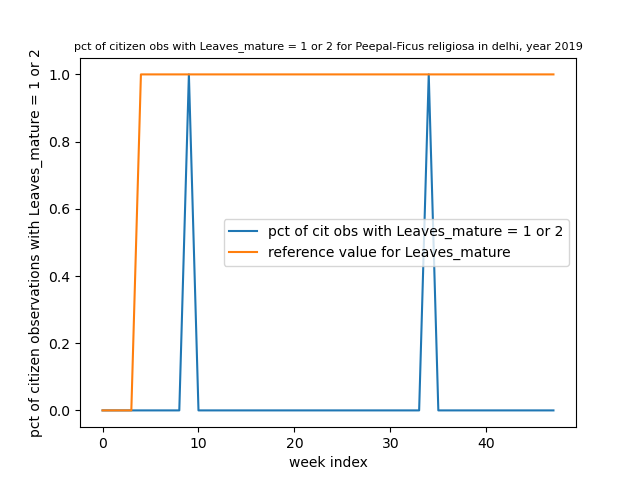 pct of citizen obs with Leaves_mature = 1 or 2 for Peepal-Ficus religiosa in delhi, year 2019
pct of citizen observations with Leaves_mature = 1 or 2
1.0
0.8
0.6
0.4
0.2
0.0
pct of cit obs with Leaves_mature = 1 or 2
reference value for Leaves_mature
0
10
20
30
40
week index